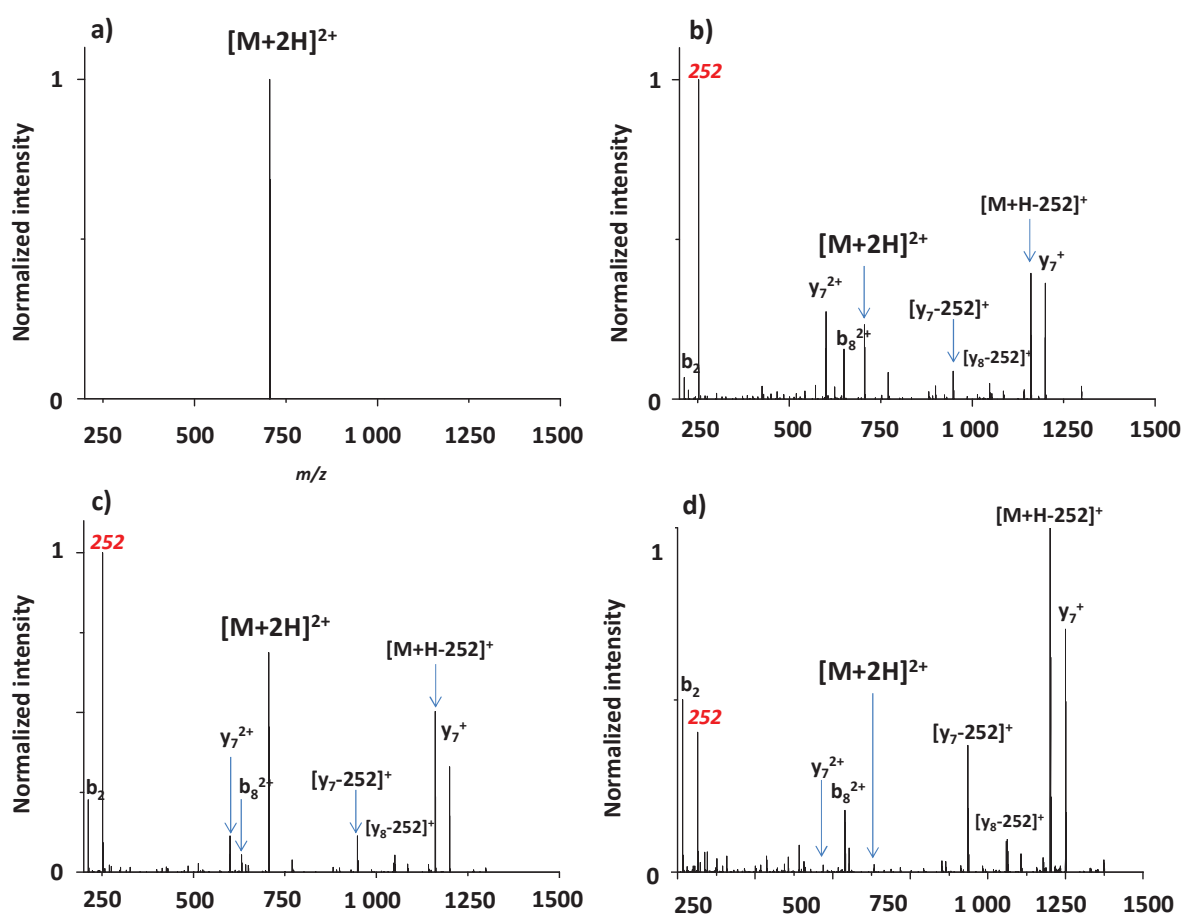 a)
[M+2H]²⁺
1
Normalized intensity
0
250 500 750 1 000 1250 1500
m/z
b)
252
1
[M+H-252]⁺
[M+2H]²⁺
y₇⁺
y₇²⁺
[y₇-252]⁺
b₈²⁺
[y₈-252]⁺
b₂
Normalized intensity
0
250 500 750 1 000 1250 1500
c)
252
1
[M+2H]²⁺
[M+H-252]⁺
y₇²⁺
y₇⁺
b₂
b₈²⁺
[y₇-252]⁺
[y₈-252]⁺
Normalized intensity
0
250 500 750 1 000 1250 1500
d)
[M+H-252]⁺
1
y₇⁺
[M+2H]²⁺
b₂
252
[y₇-252]⁺
y₇²⁺
b₈²⁺
[y₈-252]⁺
Normalized intensity
0
250 500 750 1 000 1250 1500